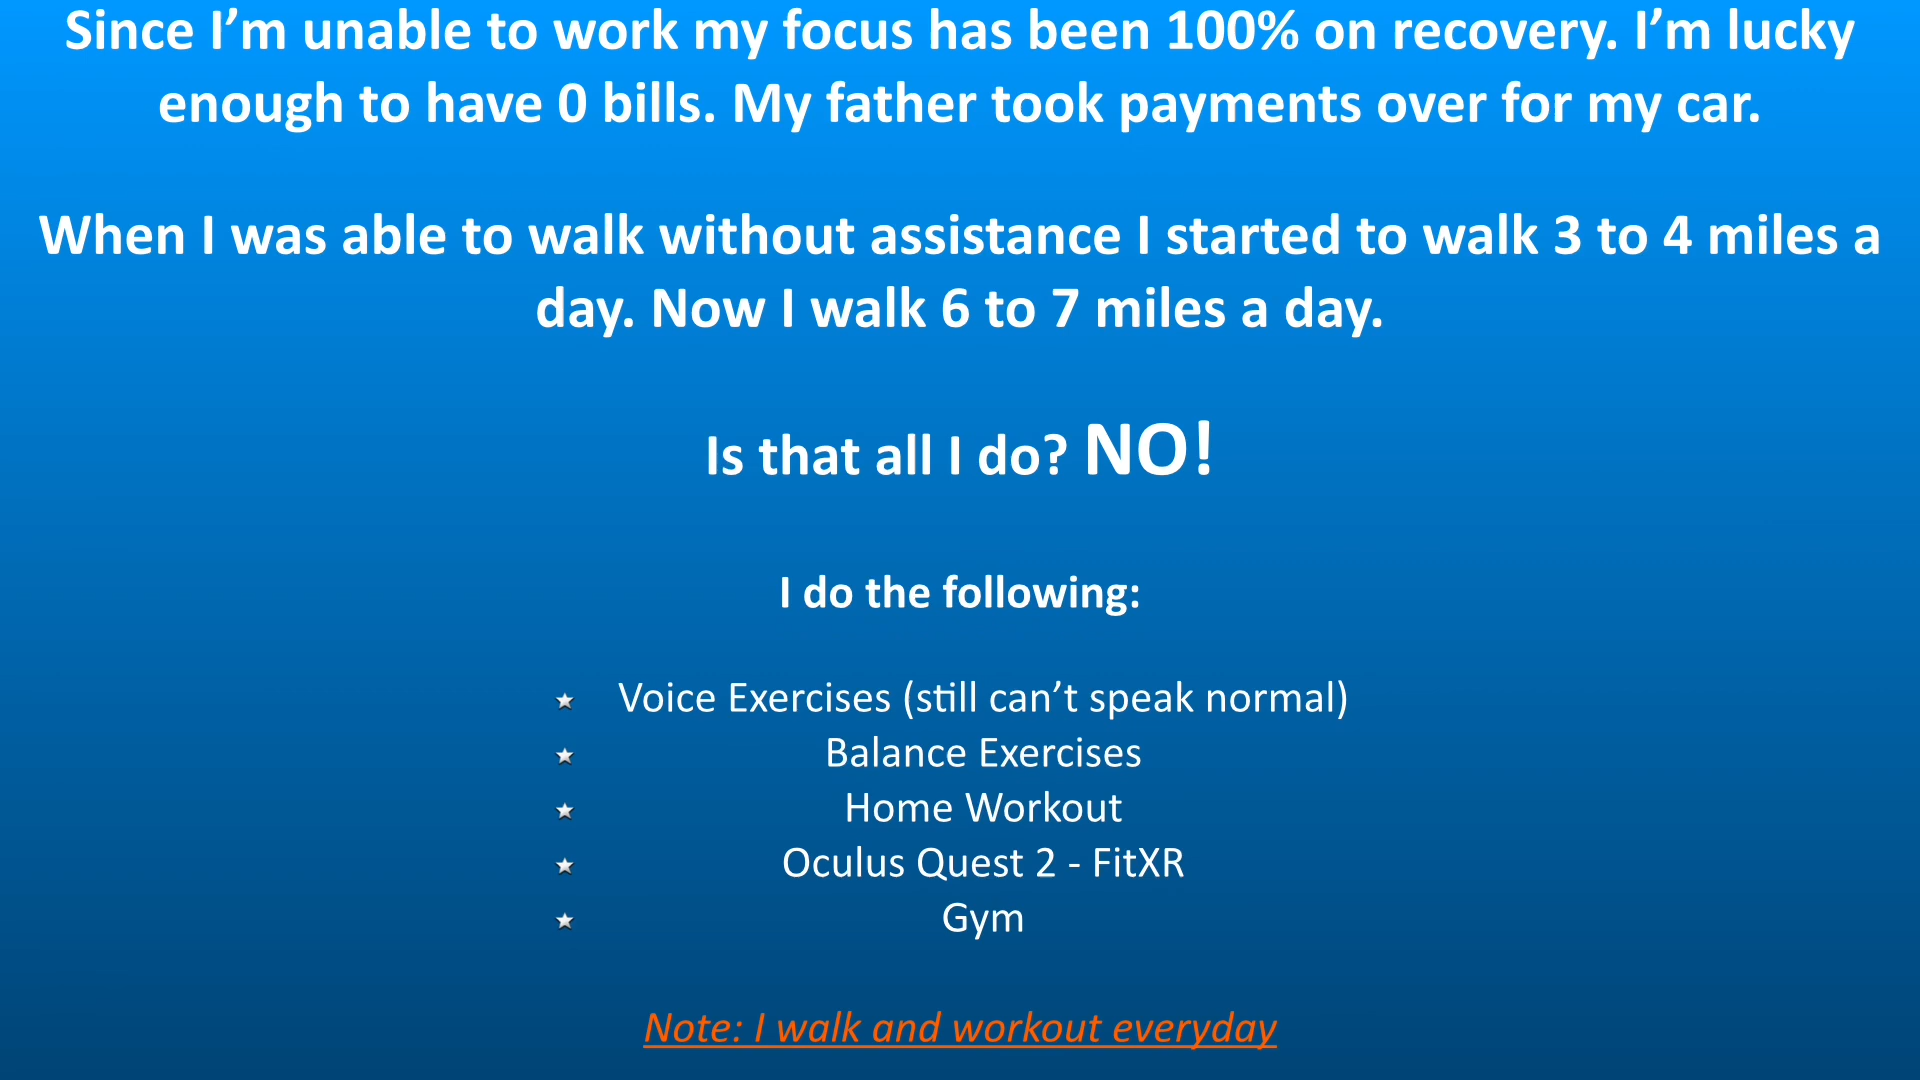 Since I’m unable to work my focus has been 100% on recovery. I’m lucky
enough to have 0 bills. My father took payments over for my car.
When I was able to walk without assistance I started to walk 3 to 4 miles a
day. Now I walk 6 to 7 miles a day.
Is that all I do? NO!
I do the following:
Voice Exercises (still can’t speak normal)
Balance Exercises
Home Workout
Oculus Quest 2 - FitXR
Gym
Note: I walk and workout everyday